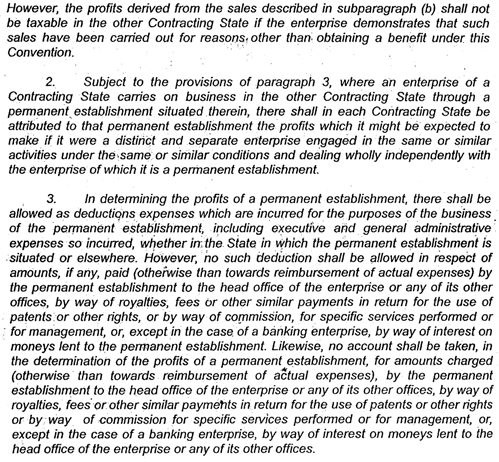 However, the profits derived from the sales described in subparagraph (b) shall not
be taxable in the other Contracting State if the enterprise demonstrates that such
sales have been carried out for reasons other than obtaining a benefit under this
Convention.
2. Subject to the provisions of paragraph 3, where an enterprise of a
Contracting State carries on business in the other Contracting State through a
permanent establishment situated therein, there shall in each Contracting State be
attributed to that permanent establishment the profits which it might be expected to
make if it were a distinct and separate enterprise engaged in the same or similar
activities under the same or similar conditions and dealing wholly independently with
the enterprise of which it is a permanent establishment.
3. In determining the profits of a permanent establishment, there shall be
allowed as deductions expenses which are incurred for the purposes of the business
of the permanent establishment, including executive and general administrative
expenses so incurred, whether in the State in which the permanent establishment is
situated or elsewhere. However, no such deduction shall be allowed in respect of
amounts, if any, paid (otherwise than towards reimbursement of actual expenses) by
the permanent establishment to the head office of the enterprise or any of its other
offices, by way of royalties, fees or other similar payments in return for the use of
patents or other rights, or by way of commission, for specific services performed or
for management, or, except in the case of a banking enterprise, by way of interest on
moneys lent to the permanent establishment. Likewise, no account shall be taken, in
the determination of the profits of a permanent establishment, for amounts charged
(otherwise than towards reimbursement of actual expenses), by the permanent
establishment to the head office of the enterprise or any of its other offices, by way of
royalties, fees or other similar payments in return for the use of patents or other rights
or by way of commission for specific services performed or for management, or,
except in the case of a banking enterprise, by way of interest on moneys lent to the
head office of the enterprise or any of its other offices.